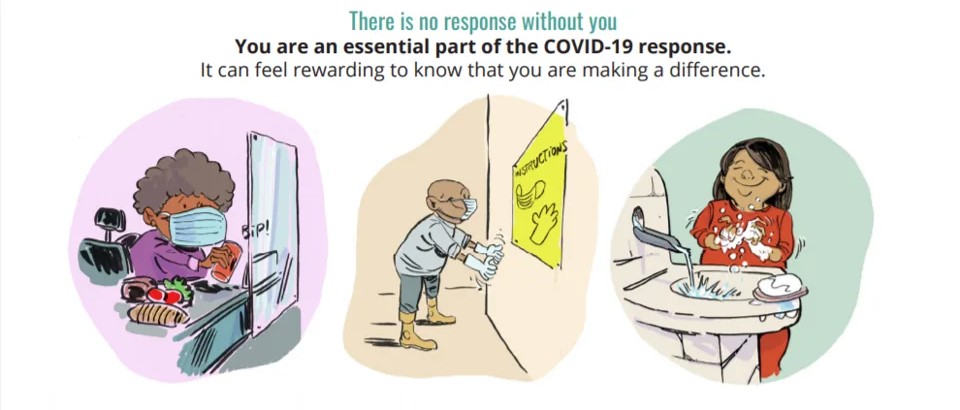 There is no response without you
You are an essential part of the COVID-19 response.
It can feel rewarding to know that you are making a difference.
BiP!
INSTRUCTIONS